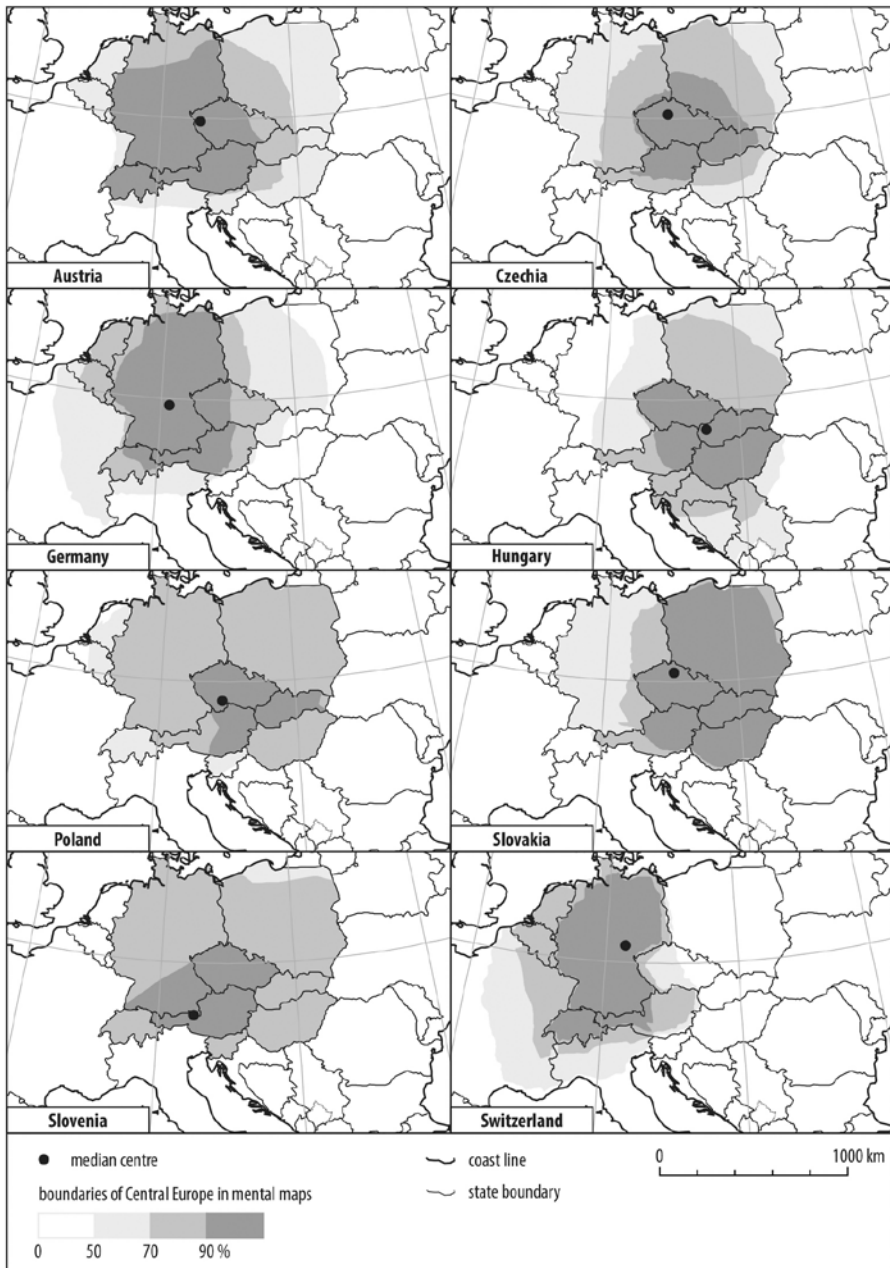 Austria
Czechia
Germany
Hungary
Poland
Slovakia
Slovenia
Switzerland
median centre
coast line
0 1000 km
boundaries of Central Europe in mental maps
state boundary
0 50 70 90 %